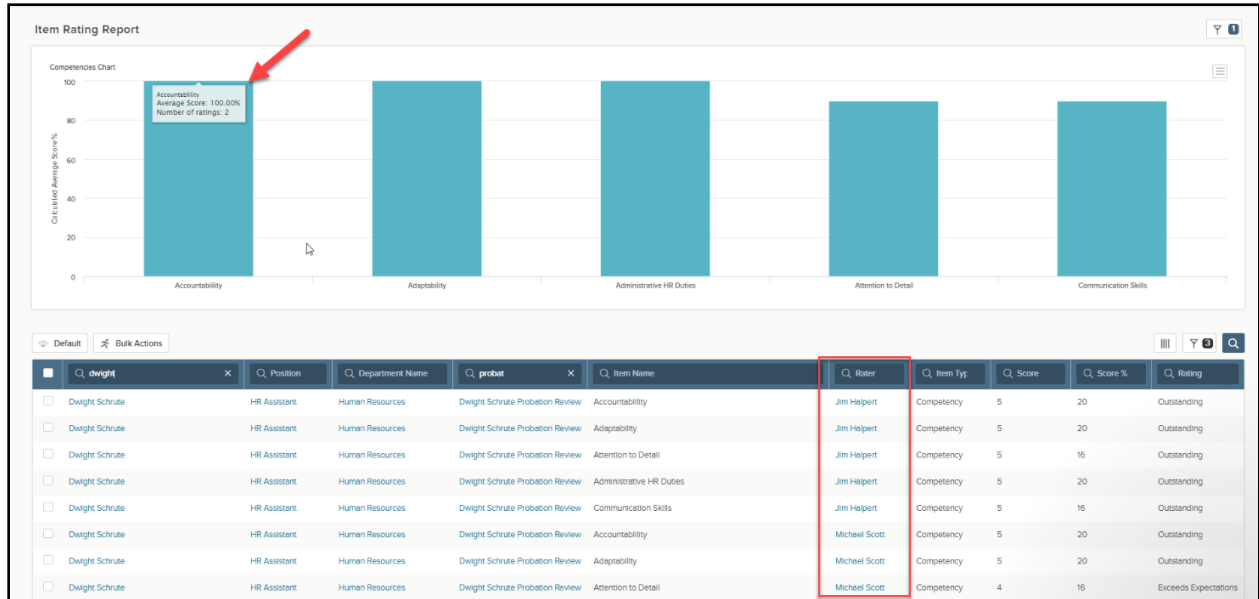 Item Rating Report
1
Competencies Chart
100
80
60
40
20
0
Calculated Average Score%
Accountablility
Average Score: 100.00%
Number of ratings: 2
Accountablility Adaptability Administrative HR Duties Attention to Detail Communication Skills
Default Bulk Actions 3
dwight Position Department Name probat Item Name Rater Item Typ Score Score % Rating
Dwight Schrute HR Assistant Human Resources Dwight Schrute Probation Review Accountablility Jim Halpert Competency 5 20 Outstanding
Dwight Schrute HR Assistant Human Resources Dwight Schrute Probation Review Adaptability Jim Halpert Competency 5 20 Outstanding
Dwight Schrute HR Assistant Human Resources Dwight Schrute Probation Review Attention to Detail Jim Halpert Competency 5 16 Outstanding
Dwight Schrute HR Assistant Human Resources Dwight Schrute Probation Review Administrative HR Duties Jim Halpert Competency 5 20 Outstanding
Dwight Schrute HR Assistant Human Resources Dwight Schrute Probation Review Communication Skills Jim Halpert Competency 5 16 Outstanding
Dwight Schrute HR Assistant Human Resources Dwight Schrute Probation Review Accountablility Michael Scott Competency 5 20 Outstanding
Dwight Schrute HR Assistant Human Resources Dwight Schrute Probation Review Adaptability Michael Scott Competency 5 20 Outstanding
Dwight Schrute HR Assistant Human Resources Dwight Schrute Probation Review Attention to Detail Michael Scott Competency 4 16 Exceeds Expectations